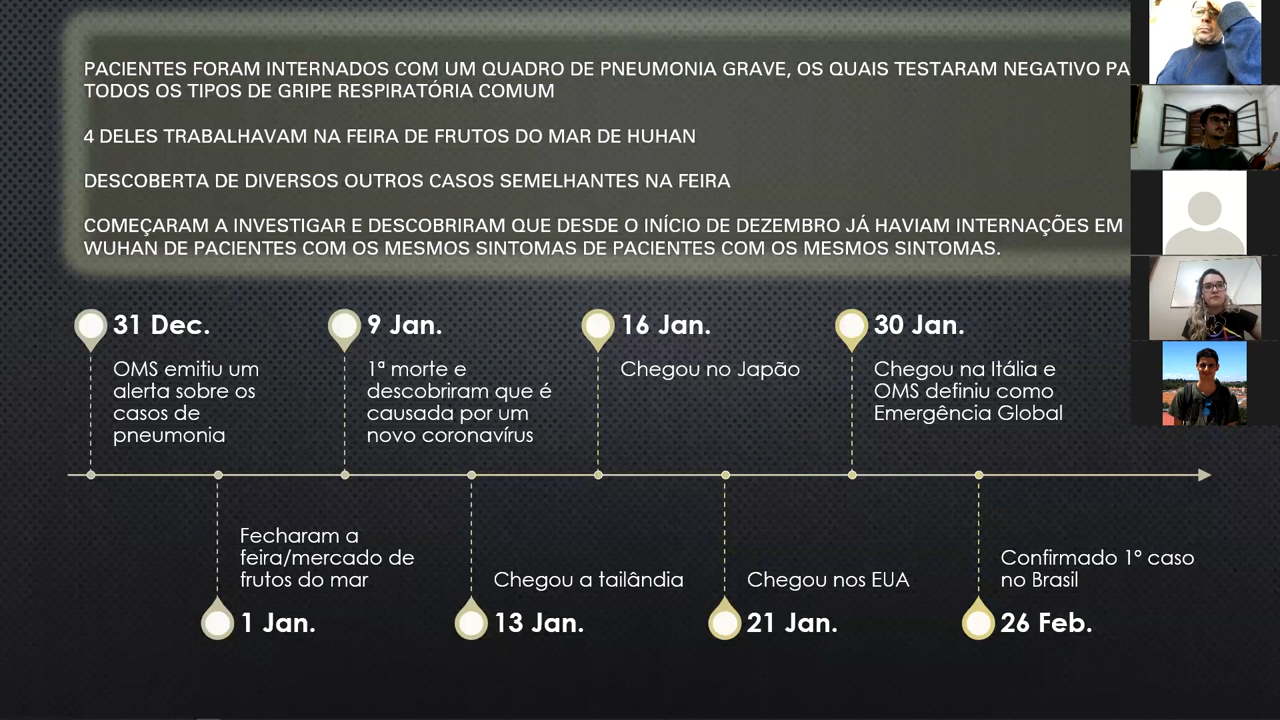 PACIENTES FORAM INTERNADOS COM UM QUADRO DE PNEUMONIA GRAVE, OS QUAIS TESTARAM NEGATIVO PA
TODOS OS TIPOS DE GRIPE RESPIRATÓRIA COMUM
4 DELES TRABALHAVAM NA FEIRA DE FRUTOS DO MAR DE HUHAN
DESCOBERTA DE DIVERSOS OUTROS CASOS SEMELHANTES NA FEIRA
COMEÇARAM A INVESTIGAR E DESCOBRIRAM QUE DESDE O INÍCIO DE DEZEMBRO JÁ HAVIAM INTERNAÇÕES EM
WUHAN DE PACIENTES COM OS MESMOS SINTOMAS DE PACIENTES COM OS MESMOS SINTOMAS.
31 Dec.
OMS emitiu um
alerta sobre os
casos de
pneumonia
9 Jan.
1ª morte e
descobriram que é
causada por um
novo coronavírus
16 Jan.
Chegou no Japão
30 Jan.
Chegou na Itália e
OMS definiu como
Emergência Global
Fecharam a
feira/mercado de
frutos do mar
1 Jan.
Chegou a tailândia
13 Jan.
Chegou nos EUA
21 Jan.
Confirmado 1º caso
no Brasil
26 Feb.